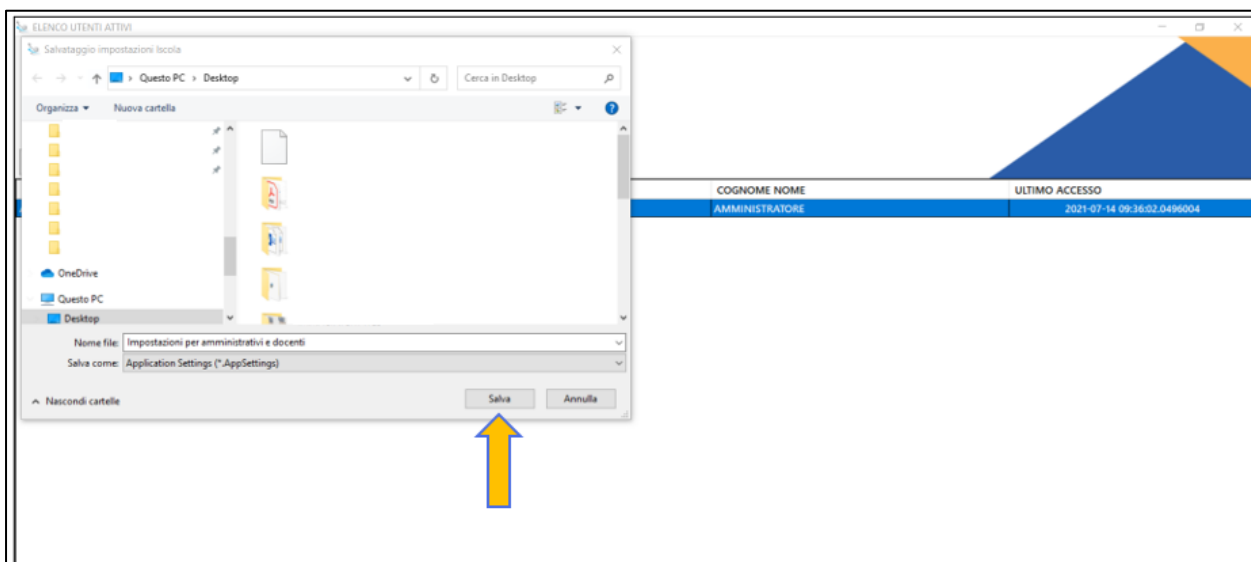 ELENCO UTENTI ATTIVI
Salvataggio impostazioni Iscola
Questo PC > Desktop
Cerca in Desktop
Organizza
Nuova cartella
OneDrive
Questo PC
Desktop
Nome file: Impostazioni per amministrativi e docenti
Salva come: Application Settings (*.AppSettings)
Nascondi cartelle
Salva
Annulla
COGNOME NOME
ULTIMO ACCESSO
AMMINISTRATORE
2021-07-14 09:36:02.0496004